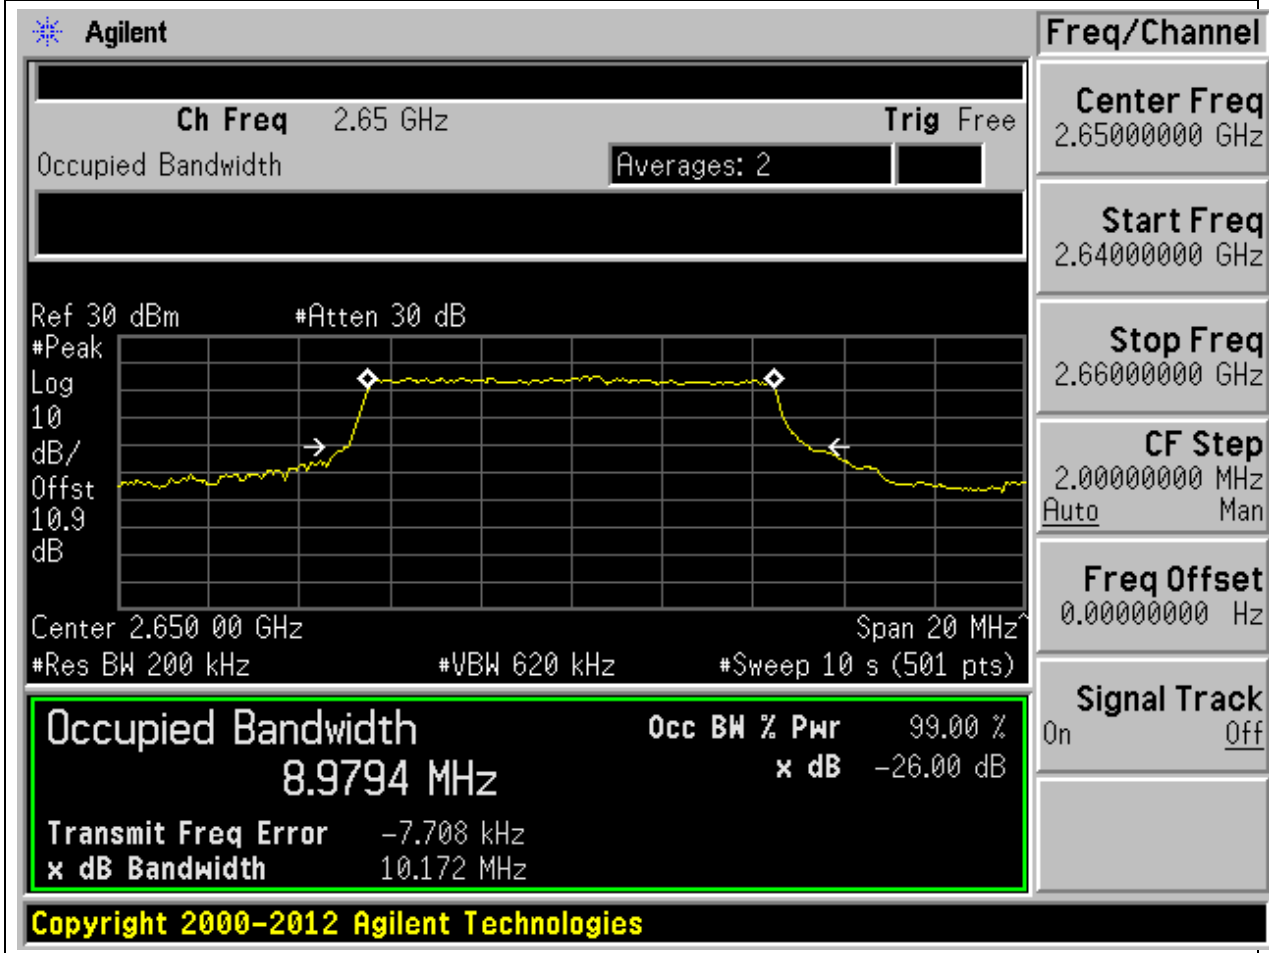 Agilent
Freq/Channel
Ch Freq 2.65 GHz Trig Free
Occupied Bandwidth Averages: 2
Center Freq
2.65000000 GHz
Start Freq
2.64000000 GHz
Stop Freq
2.66000000 GHz
CF Step
2.00000000 MHz
Auto Man
Freq Offset
0.00000000 Hz
Signal Track
On Off
Ref 30 dBm #Atten 30 dB
#Peak
Log
10
dB/
Offst
10.9
dB
Center 2.650 00 GHz Span 20 MHz^
#Res BW 200 kHz #VBW 620 kHz #Sweep 10 s (501 pts)
Occupied Bandwidth
8.9794 MHz
Occ BW % Pwr 99.00 %
x dB -26.00 dB
Transmit Freq Error -7.708 kHz
x dB Bandwidth 10.172 MHz
Copyright 2000-2012 Agilent Technologies